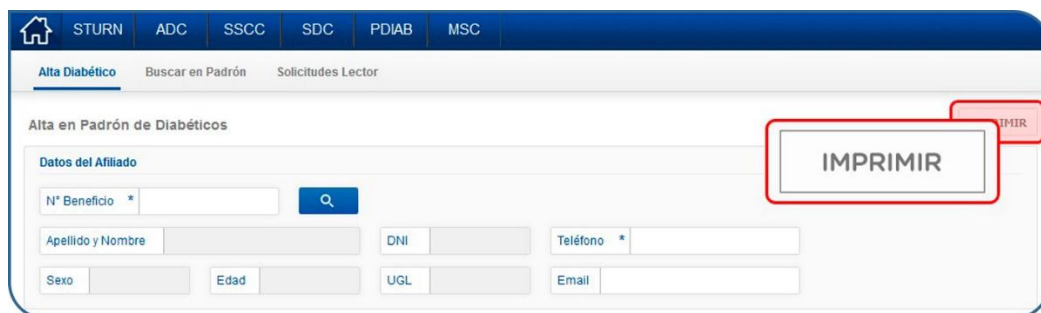 STURN ADC SSCC SDC PDIAB MSC
Alta Diabético Buscar en Padrón Solicitudes Lector
Alta en Padrón de Diabéticos
IMPRIMIR
Datos del Afiliado
N° Beneficio *
Apellido y Nombre DNI Teléfono *
Sexo Edad UGL Email